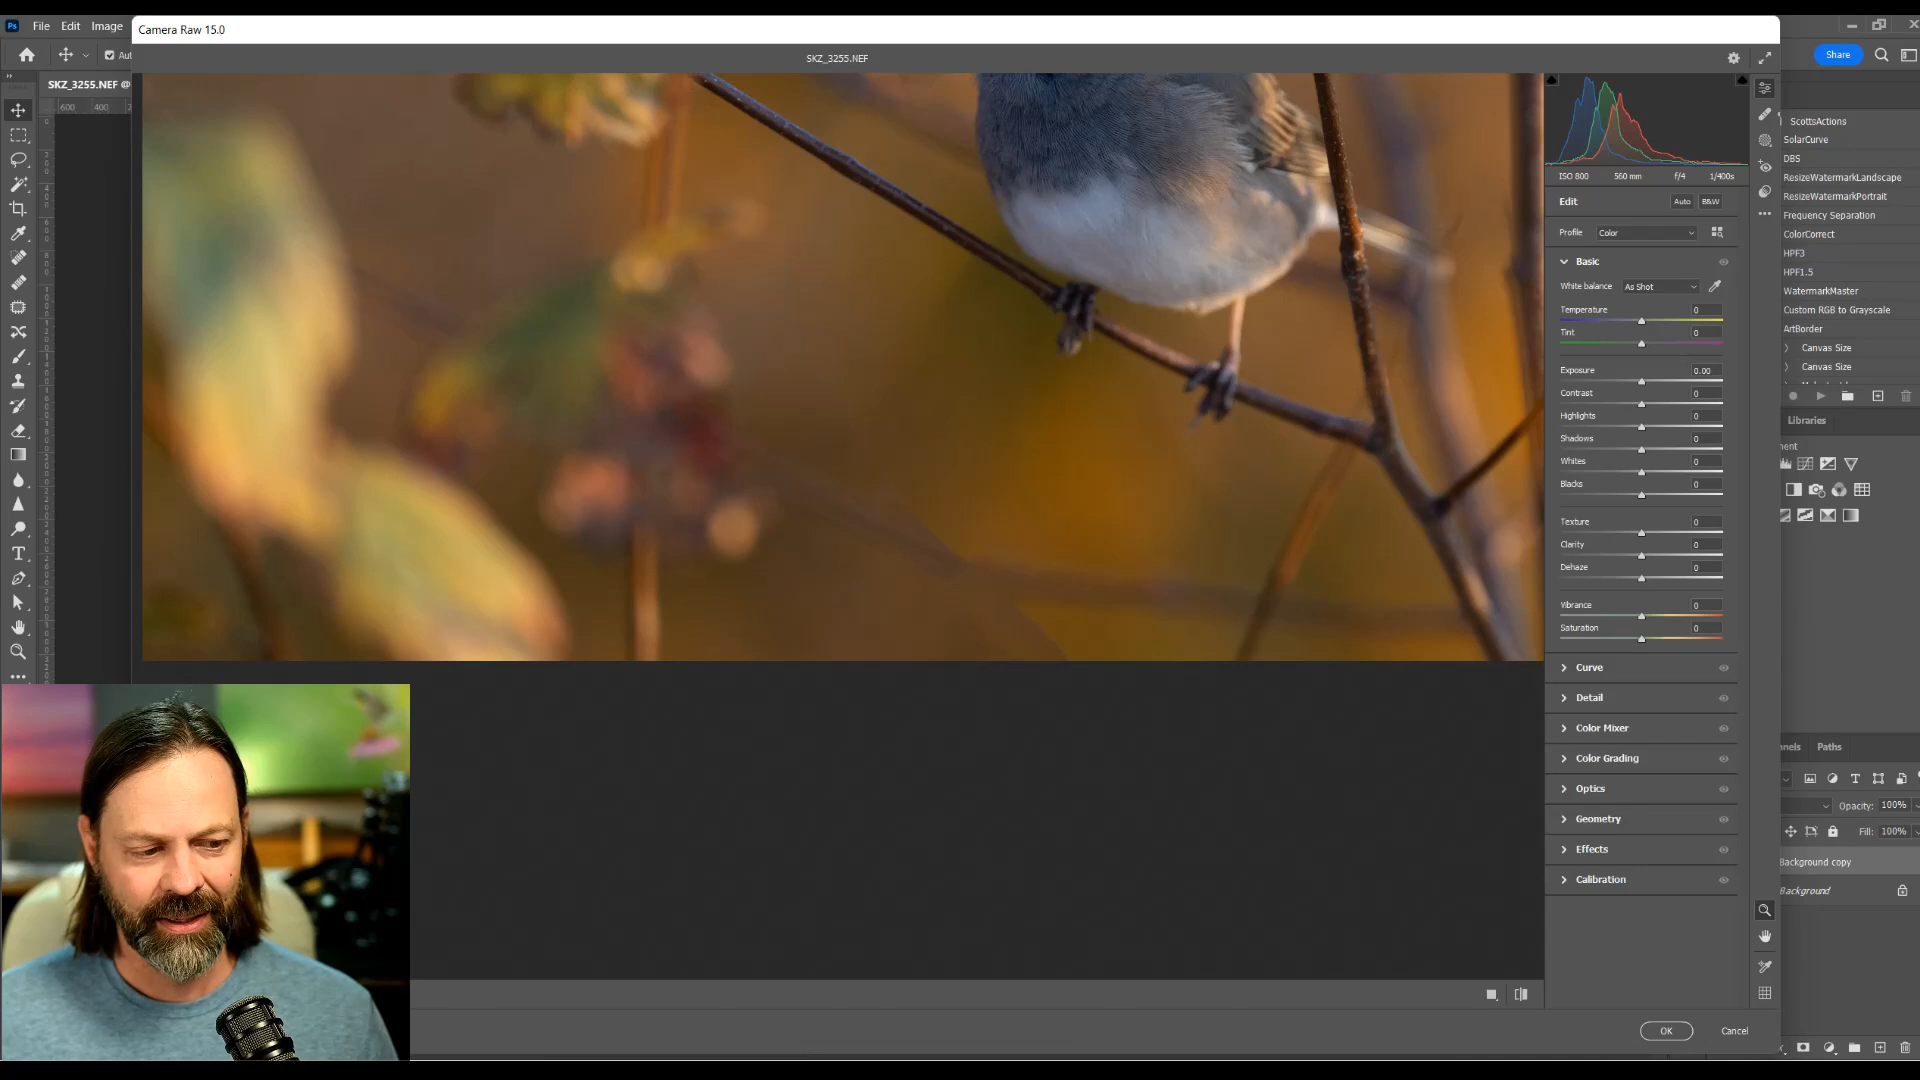 Ps File Edit Image
Camera Raw 15.0
SKZ_3255.NEF
Share
SKZ_3255.NEF @
600 400
ISO 800 560 mm f/4 1/400s
Edit Auto B&W
Profile Color
Basic
White balance As Shot
Temperature 0
Tint 0
Exposure 0.00
Contrast 0
Highlights 0
Shadows 0
Whites 0
Blacks 0
Texture 0
Clarity 0
Dehaze 0
Vibrance 0
Saturation 0
Curve
Detail
Color Mixer
Color Grading
Optics
Geometry
Effects
Calibration
OK Cancel
ScottsActions
SolarCurve
DBS
ResizeWatermarkLandscape
ResizeWatermarkPortrait
Frequency Separation
ColorCorrect
HPF3
HPF1.5
WatermarkMaster
Custom RGB to Grayscale
ArtBorder
Canvas Size
Canvas Size
Libraries
Paths
Opacity: 100%
Fill: 100%
Background copy
Background